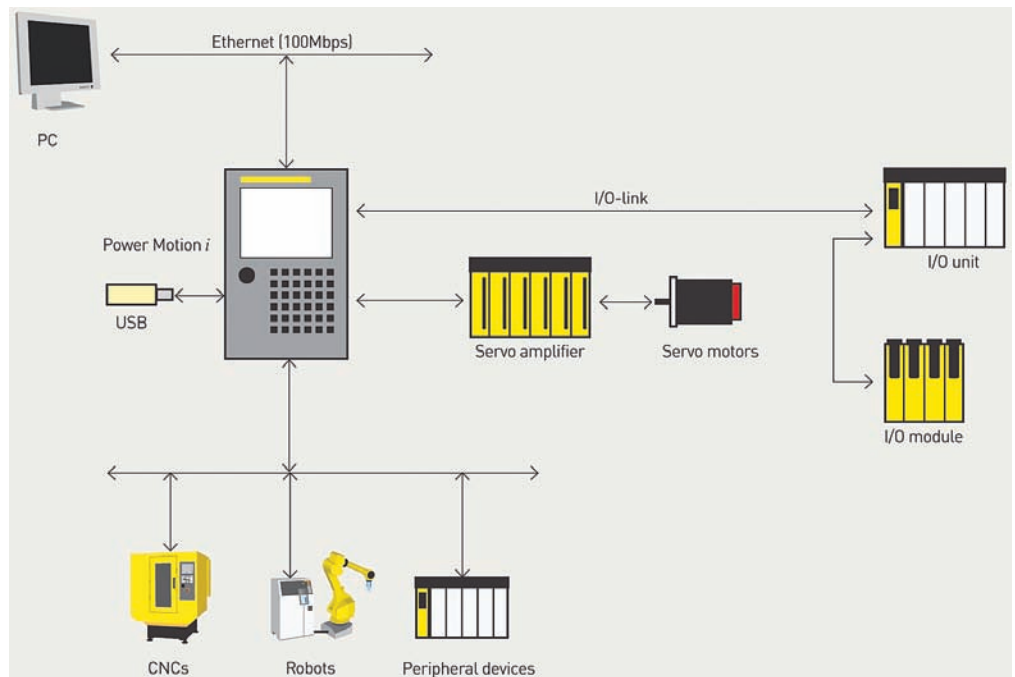 Ethernet (100Mbps)
PC
I/O-link
Power Motion i
I/O unit
USB
Servo amplifier
Servo motors
I/O module
CNCs
Robots
Peripheral devices